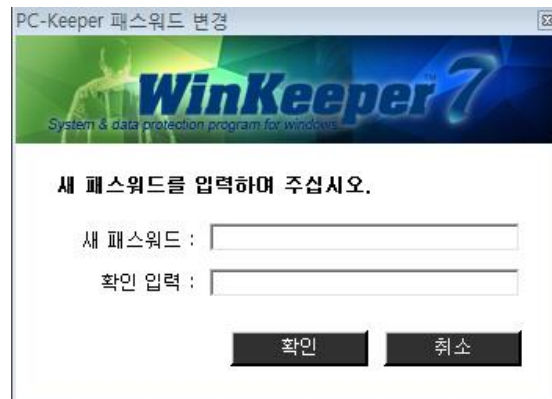 PC-Keeper 패스워드 변경
WinKeeper™ 7
System & data protection program for windows
새 패스워드를 입력하여 주십시오.
새 패스워드 :
확인 입력 :
확인
취소